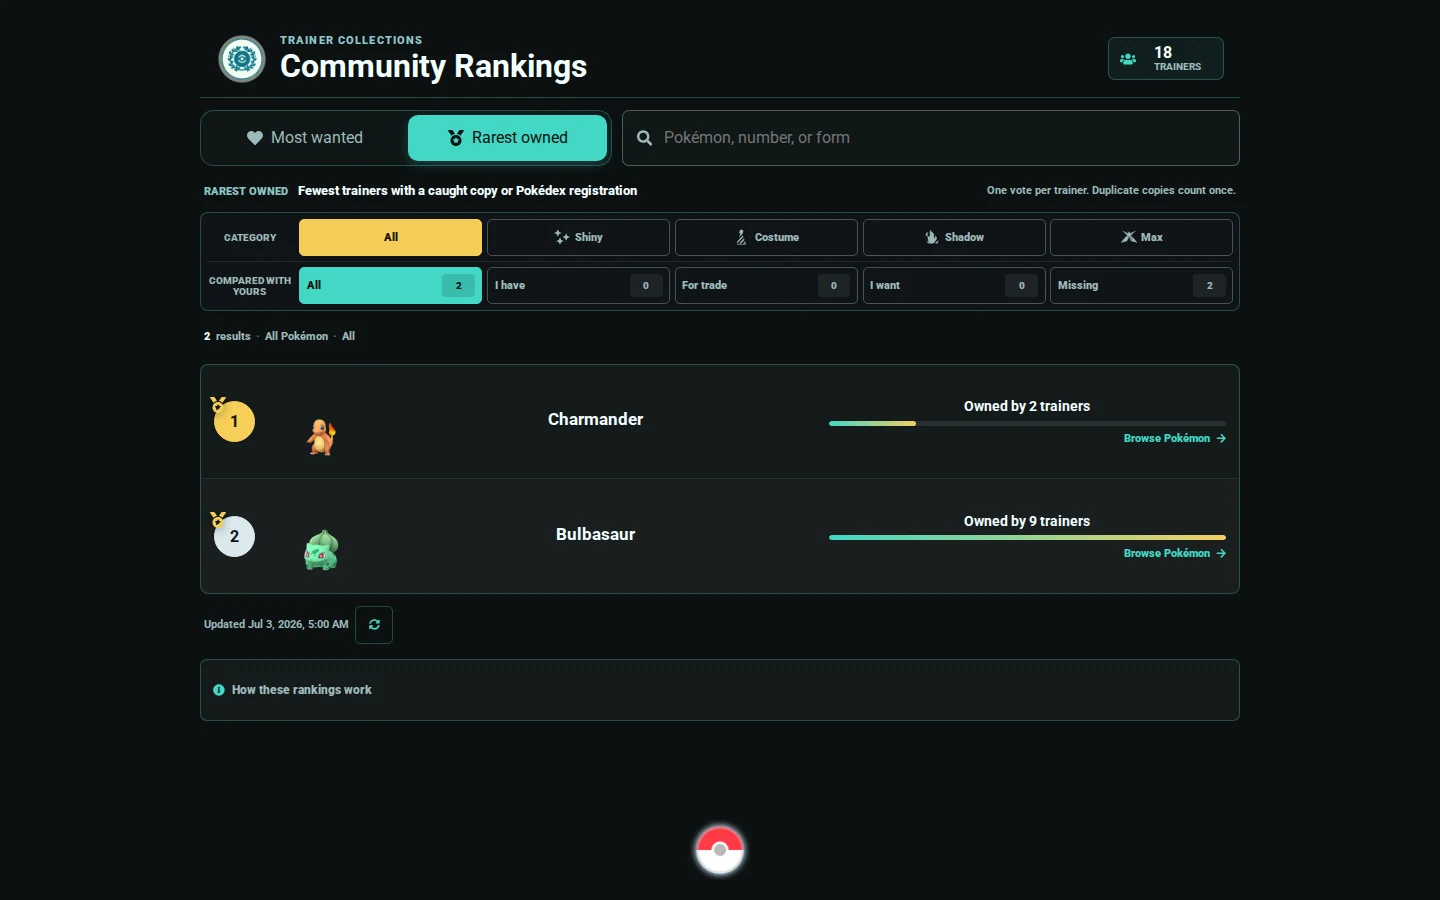 TRAINER COLLECTIONS
Community Rankings
18
TRAINERS
Most wanted
Rarest owned
Pokémon, number, or form
RAREST OWNED Fewest trainers with a caught copy or Pokédex registration
One vote per trainer. Duplicate copies count once.
CATEGORY
All
Shiny
Costume
Shadow
Max
COMPARED WITH
YOURS
All 2
I have 0
For trade 0
I want 0
Missing 2
2 results · All Pokémon · All
1
Charmander
Owned by 2 trainers
Browse Pokémon →
2
Bulbasaur
Owned by 9 trainers
Browse Pokémon →
Updated Jul 3, 2026, 5:00 AM
How these rankings work